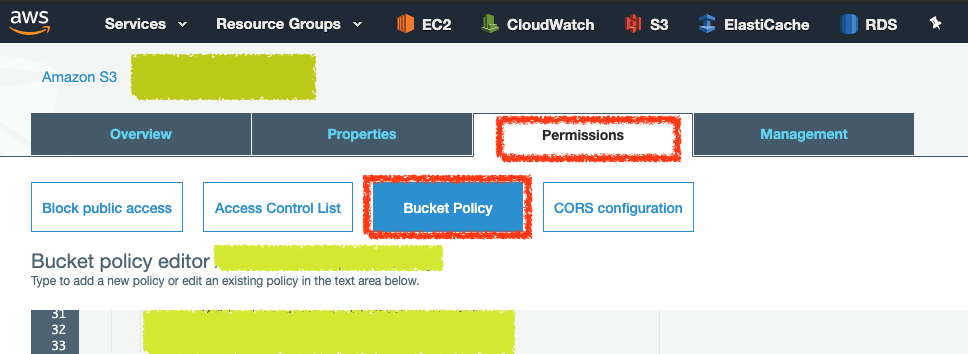 aws Services Resource Groups EC2 CloudWatch S3 ElastiCache RDS
Amazon S3
Overview Properties Permissions Management
Block public access Access Control List Bucket Policy CORS configuration
Bucket policy editor
Type to add a new policy or edit an existing policy in the text area below.
31
32
33